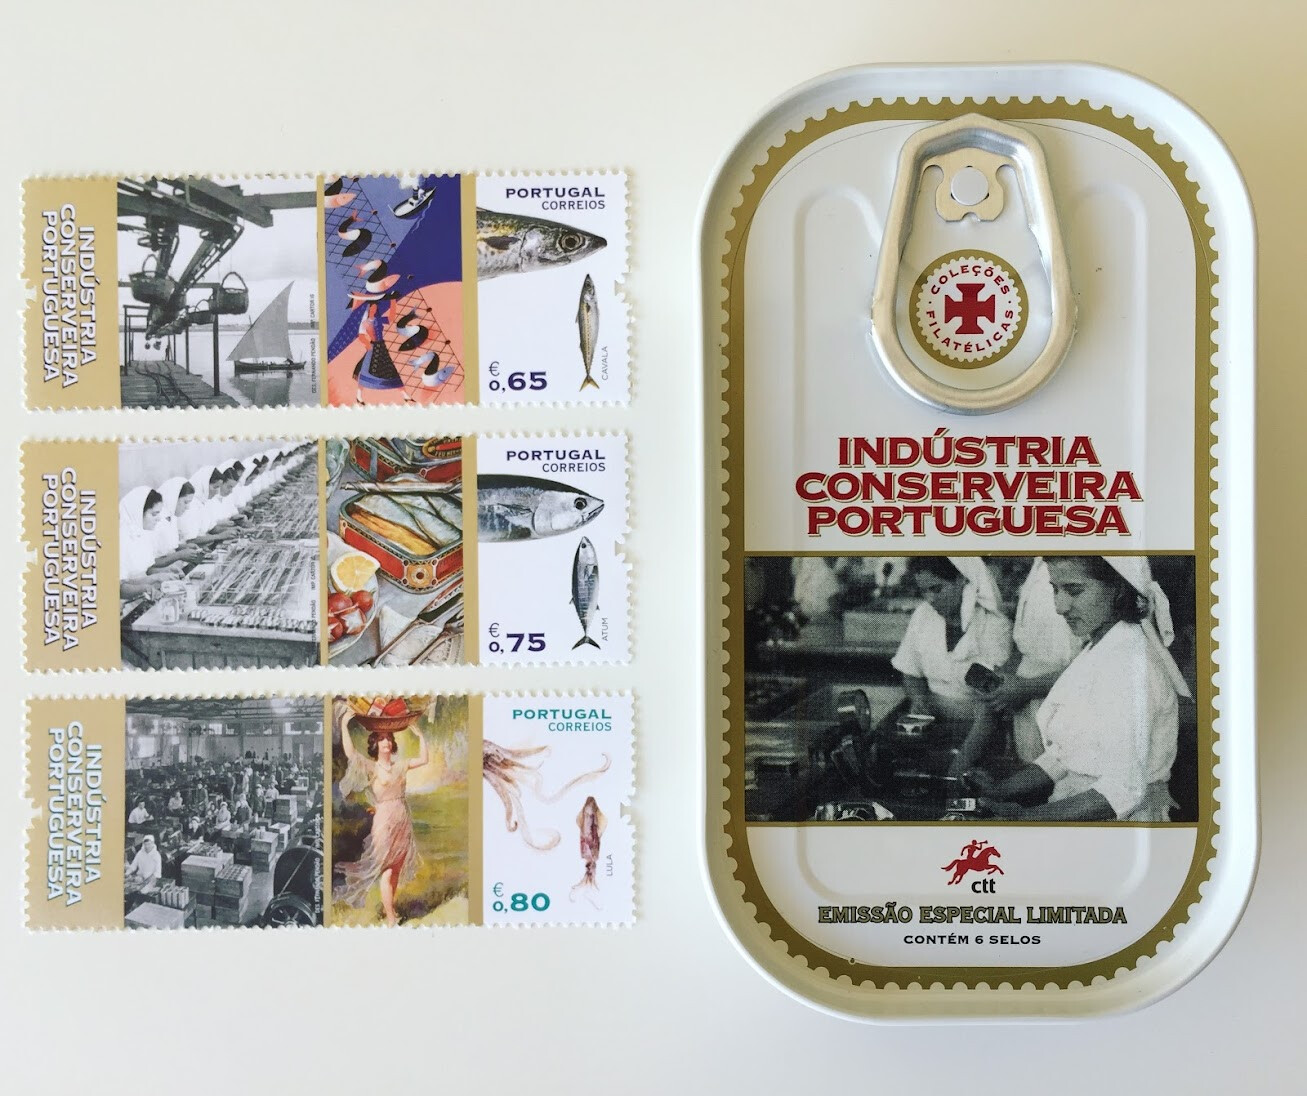 INDÚSTRIA
CONSERVEIRA
PORTUGUESA
PORTUGAL
CORREIOS
CAVALA
€
0,65
INDÚSTRIA
CONSERVEIRA
PORTUGUESA
PORTUGAL
CORREIOS
ATUM
€
0,75
INDÚSTRIA
CONSERVEIRA
PORTUGUESA
PORTUGAL
CORREIOS
LULA
€
0,80
COLEÇÕES
FILATÉLICAS
INDÚSTRIA
CONSERVEIRA
PORTUGUESA
ctt
EMISSÃO ESPECIAL LIMITADA
CONTÉM 6 SELOS